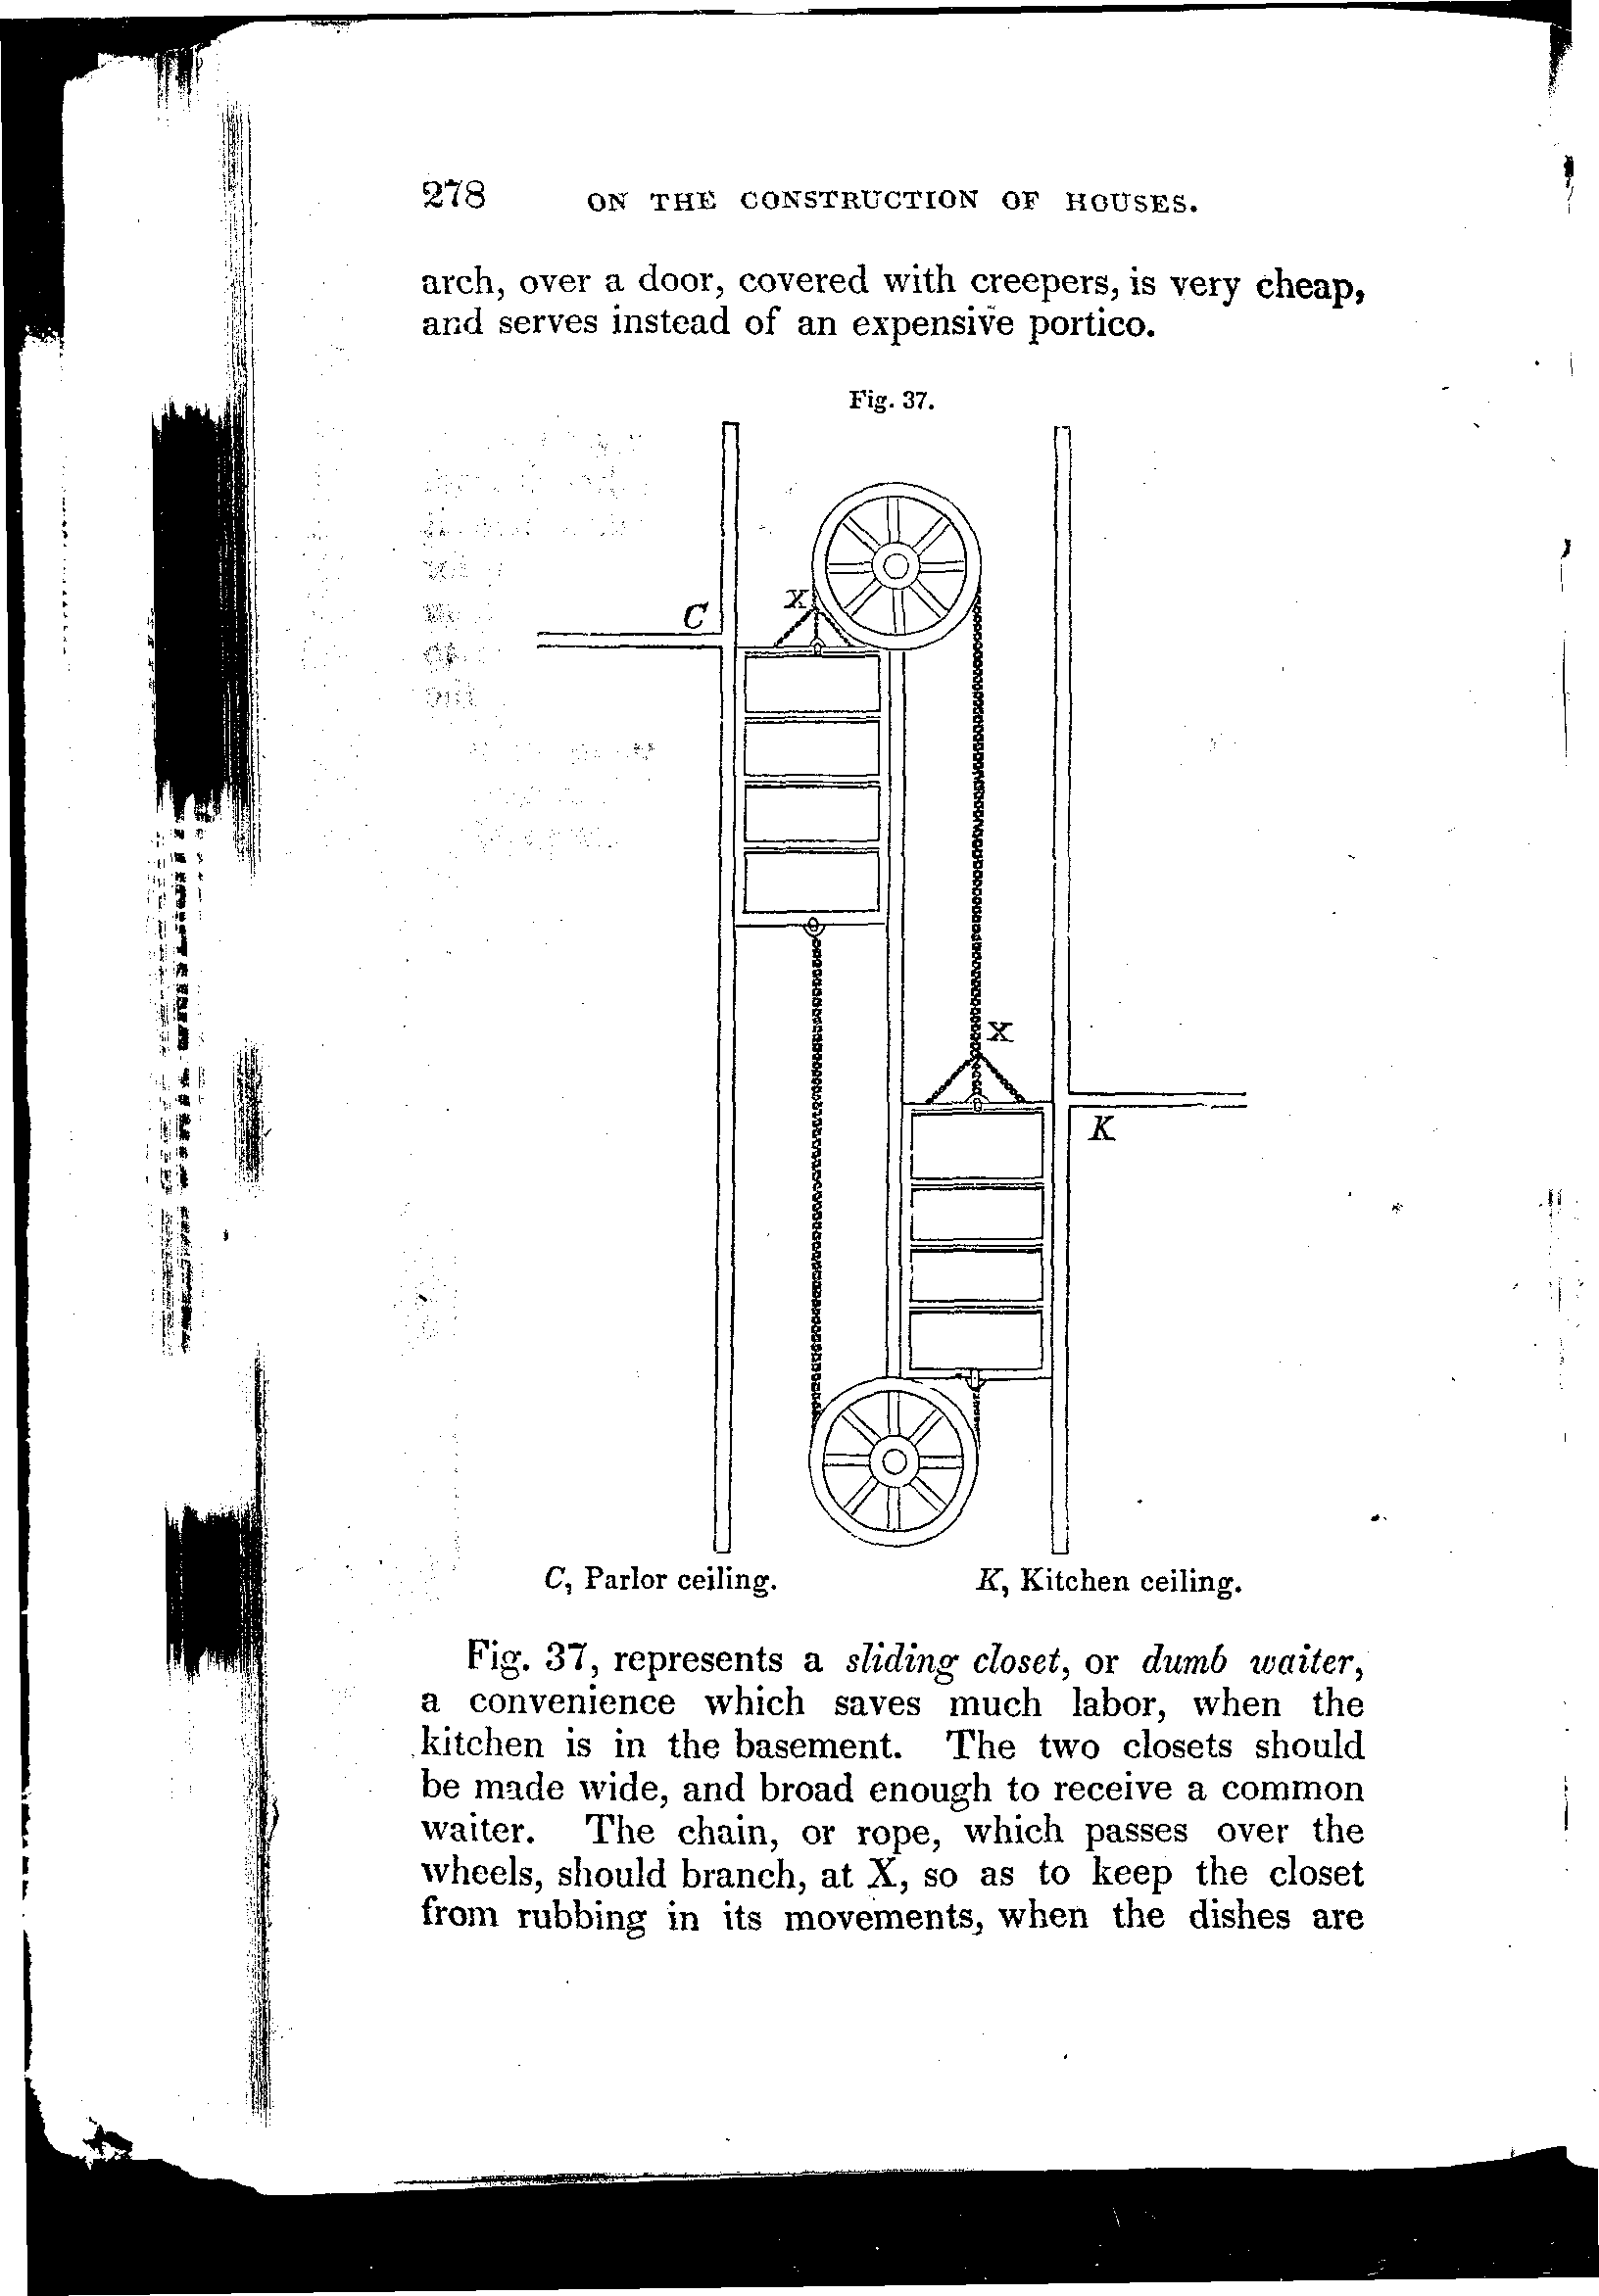 278 ON THE CONSTRUCTION OF HOUSES.
arch, over a door, covered with creepers, is very cheap,
and serves instead of an expensive portico.
Fig. 37.
C
X
X
K
C, Parlor ceiling. K, Kitchen ceiling.
Fig. 37, represents a sliding closet, or dumb waiter,
a convenience which saves much labor, when the
kitchen is in the basement. The two closets should
be made wide, and broad enough to receive a common
waiter. The chain, or rope, which passes over the
wheels, should branch, at X, so as to keep the closet
from rubbing in its movements, when the dishes are